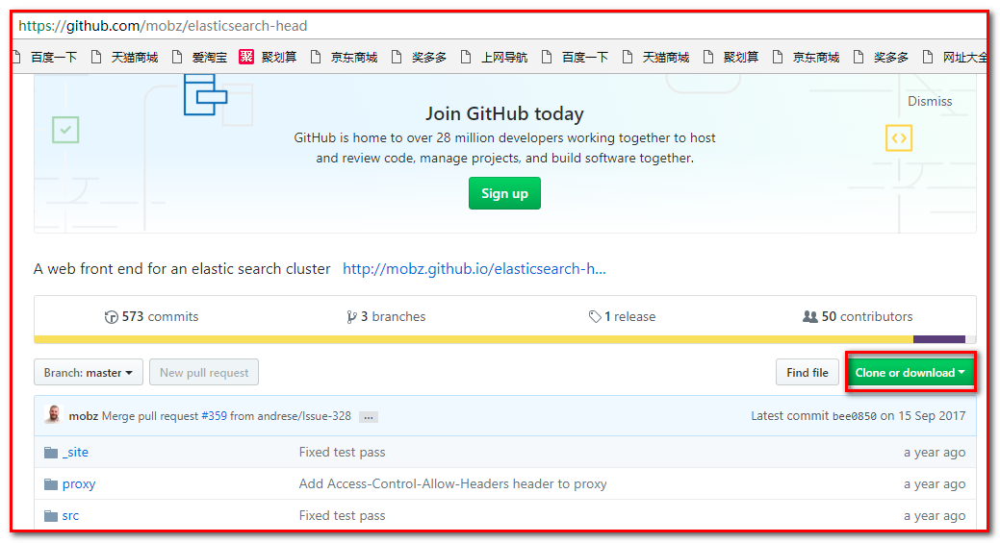 https://github.com/mobz/elasticsearch-head
百度一下 天猫商城 爱淘宝 聚 聚划算 京东商城 奖多多 上网导航 百度一下 天猫商城 聚划算 京东商城 奖多多 网址大全
Dismiss
Join GitHub today
GitHub is home to over 28 million developers working together to host
and review code, manage projects, and build software together.
Sign up
A web front end for an elastic search cluster http://mobz.github.io/elasticsearch-h...
573 commits 3 branches 1 release 50 contributors
Branch: master New pull request Find file Clone or download
mobz Merge pull request #359 from andrese/Issue-328 ... Latest commit bee0850 on 15 Sep 2017
_site Fixed test pass a year ago
proxy Add Access-Control-Allow-Headers header to proxy a year ago
src Fixed test pass a year ago